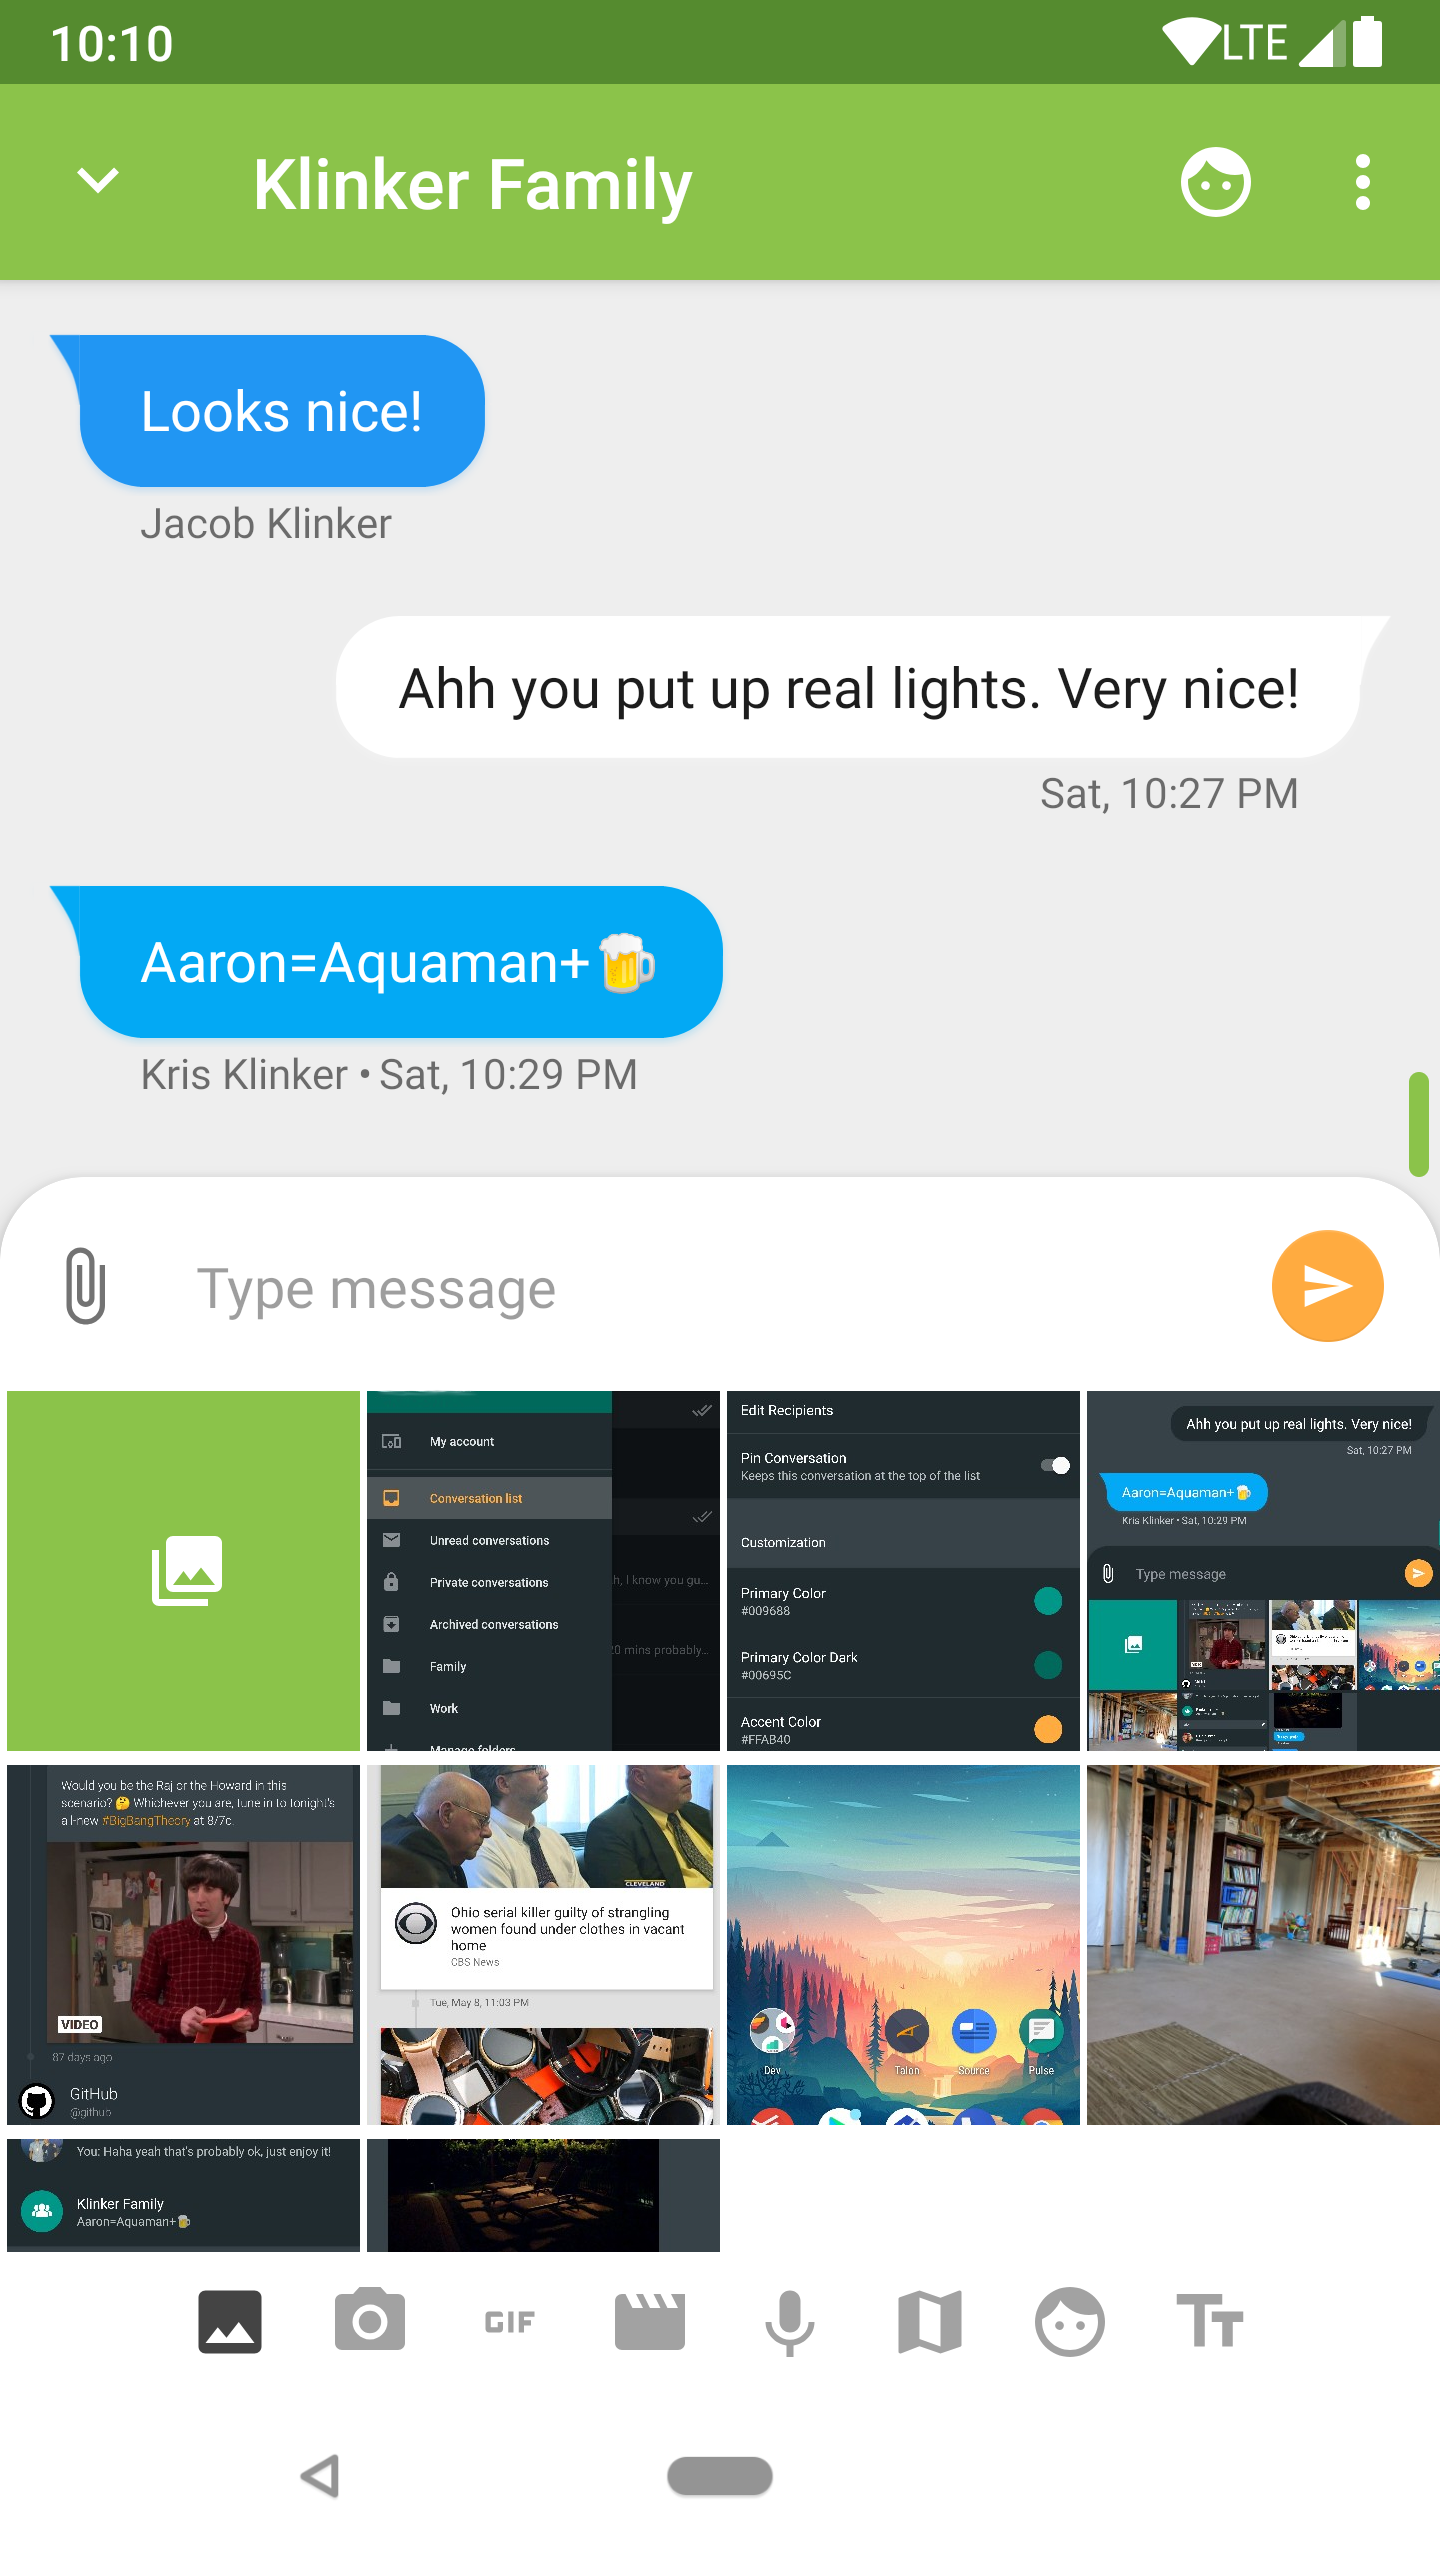 10:10
LTE
Klinker Family
Looks nice!
Jacob Klinker
Ahh you put up real lights. Very nice!
Sat, 10:27 PM
Aaron=Aquaman+🍺
Kris Klinker • Sat, 10:29 PM
Type message
My account
Conversation list
Unread conversations
Private conversations
Archived conversations
Family
Work
Manage folders
h, I know you gu...
20 mins probably...
Edit Recipients
Pin Conversation
Keeps this conversation at the top of the list
Customization
Primary Color
#009688
Primary Color Dark
#00695C
Accent Color
#FFAB40
Ahh you put up real lights. Very nice!
Sat, 10:27 PM
Aaron=Aquaman+🍺
Kris Klinker • Sat, 10:29 PM
Type message
Would you be the Raj or the Howard in this
scenario? 🤔 Whichever you are, tune in to tonight's
all-new #BigBangTheory at 8/7c.
VIDEO
87 days ago
GitHub
@github
CLEVELAND
Ohio serial killer guilty of strangling
women found under clothes in vacant
home
CBS News
Tue, May 8, 11:03 PM
Dev
Talon
Source
Pulse
You: Haha yeah that's probably ok, just enjoy it!
Klinker Family
Aaron=Aquaman+🍺
GIF
TT